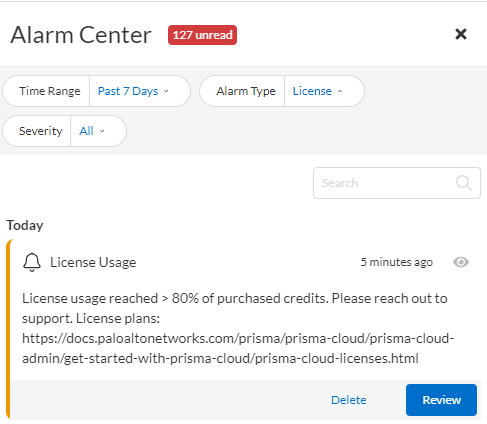 Alarm Center 127 unread
Time Range Past 7 Days Alarm Type License
Severity All
Search
Today
License Usage 5 minutes ago
License usage reached > 80% of purchased credits. Please reach out to
support. License plans:
https://docs.paloaltonetworks.com/prisma/prisma-cloud/prisma-cloud-
admin/get-started-with-prisma-cloud/prisma-cloud-licenses.html
Delete Review